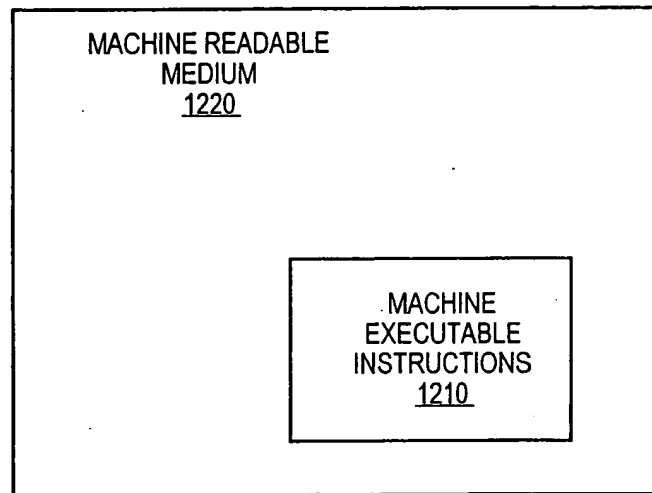 MACHINE READABLE
MEDIUM
1220
MACHINE
EXECUTABLE
INSTRUCTIONS
1210